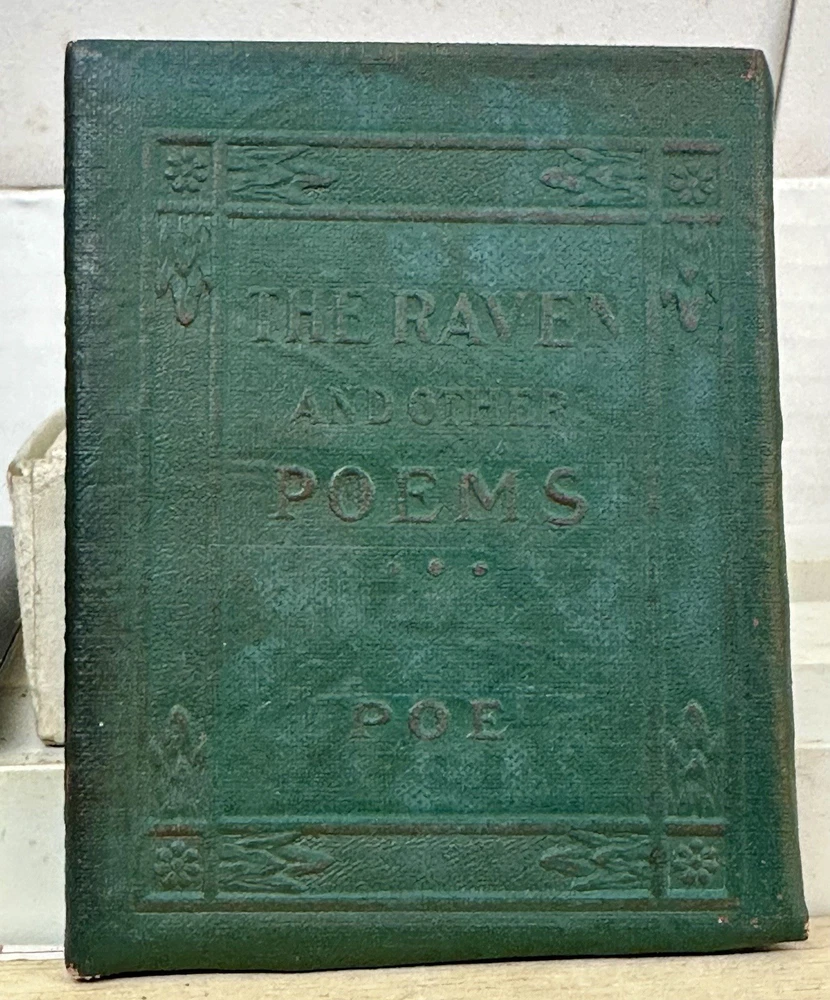 THE RAVEN
AND OTHER
POEMS
POE